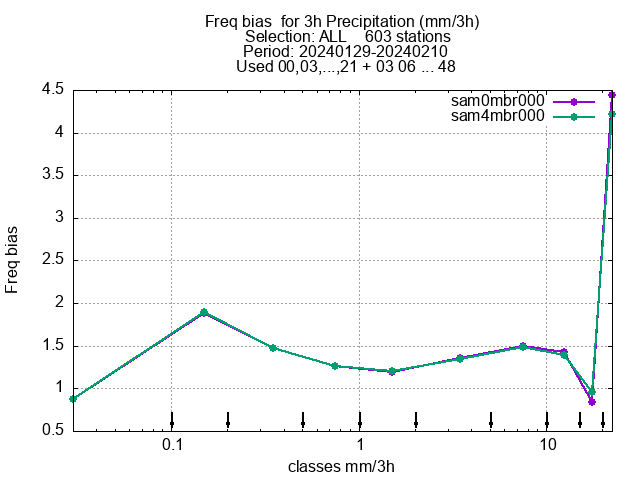 Freq bias  for 3h Precipitation (mm/3h)
Selection: ALL    603 stations
Period: 20240129-20240210
Used 00,03,...,21 + 03 06 ... 48
sam0mbr000
sam4mbr000
4.5
4
3.5
3
2.5
2
1.5
1
0.5
Freq bias
0.1 1 10
classes mm/3h